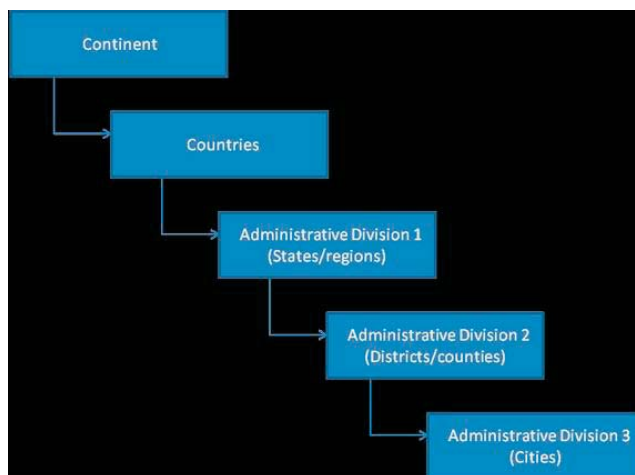 Continent
Countries
Administrative Division 1
(States/regions)
Administrative Division 2
(Districts/counties)
Administrative Division 3
(Cities)